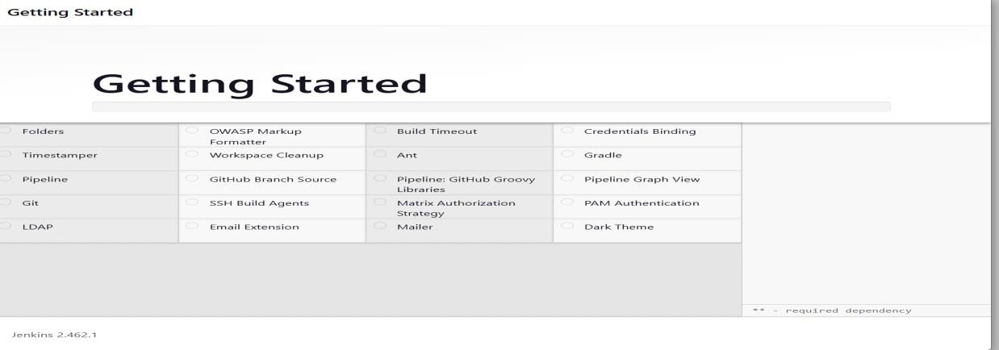 Getting Started
Getting Started
Folders
OWASP Markup
Formatter
Build Timeout
Credentials Binding
Timestamper
Workspace Cleanup
Ant
Gradle
Pipeline
GitHub Branch Source
Pipeline: GitHub Groovy
Libraries
Pipeline Graph View
Git
SSH Build Agents
Matrix Authorization
Strategy
PAM Authentication
LDAP
Email Extension
Mailer
Dark Theme
** - required dependency
Jenkins 2.462.1